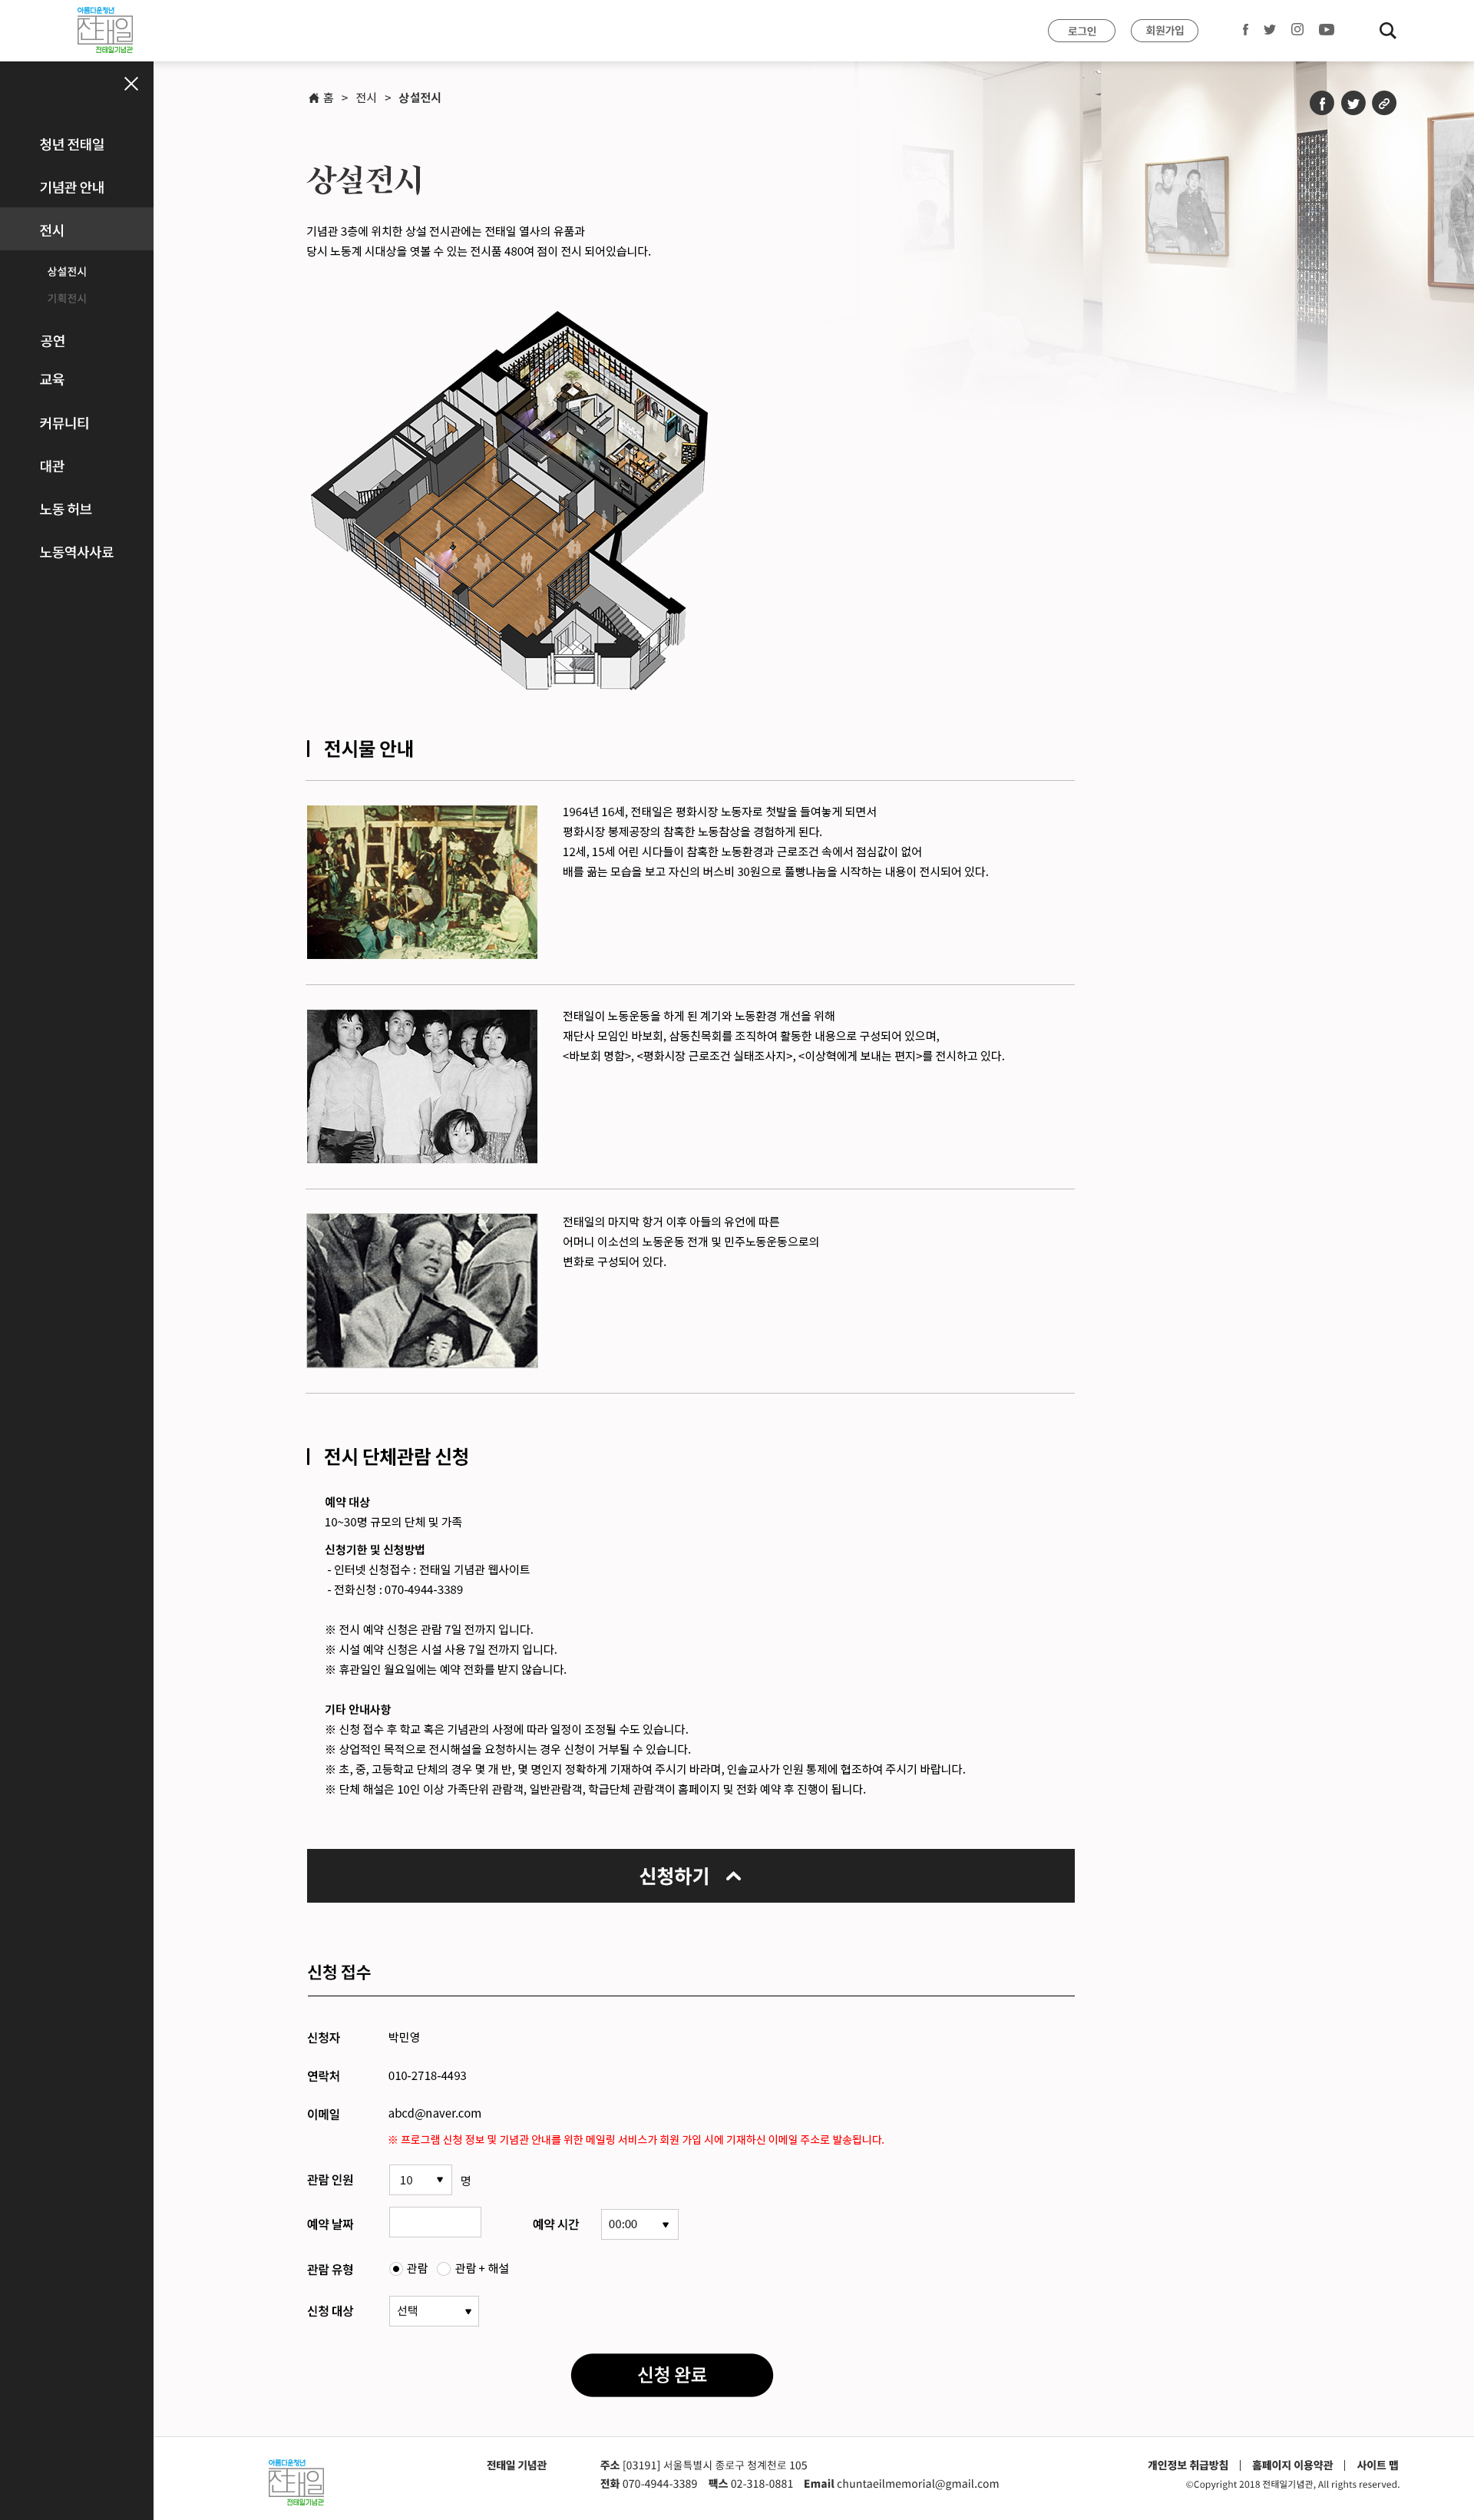 아름다운청년
전태일
전태일기념관
로그인
회원가입
청년 전태일
기념관 안내
전시
상설전시
기획전시
공연
교육
커뮤니티
대관
노동 허브
노동역사사료
홈 > 전시 > 상설전시
상설전시
기념관 3층에 위치한 상설 전시관에는 전태일 열사의 유품과
당시 노동계 시대상을 엿볼 수 있는 전시품 480여 점이 전시 되어있습니다.
전시물 안내
1964년 16세, 전태일은 평화시장 노동자로 첫발을 들여놓게 되면서
평화시장 봉제공장의 참혹한 노동참상을 경험하게 된다.
12세, 15세 어린 시다들이 참혹한 노동환경과 근로조건 속에서 점심값이 없어
배를 곪는 모습을 보고 자신의 버스비 30원으로 풀빵나눔을 시작하는 내용이 전시되어 있다.
전태일이 노동운동을 하게 된 계기와 노동환경 개선을 위해
재단사 모임인 바보회, 삼동친목회를 조직하여 활동한 내용으로 구성되어 있으며,
<바보회 명함>, <평화시장 근로조건 실태조사지>, <이상혁에게 보내는 편지>를 전시하고 있다.
전태일의 마지막 항거 이후 아들의 유언에 따른
어머니 이소선의 노동운동 전개 및 민주노동운동으로의
변화로 구성되어 있다.
전시 단체관람 신청
예약 대상
10~30명 규모의 단체 및 가족
신청기한 및 신청방법
- 인터넷 신청접수 : 전태일 기념관 웹사이트
- 전화신청 : 070-4944-3389
※ 전시 예약 신청은 관람 7일 전까지 입니다.
※ 시설 예약 신청은 시설 사용 7일 전까지 입니다.
※ 휴관일인 월요일에는 예약 전화를 받지 않습니다.
기타 안내사항
※ 신청 접수 후 학교 혹은 기념관의 사정에 따라 일정이 조정될 수도 있습니다.
※ 상업적인 목적으로 전시해설을 요청하시는 경우 신청이 거부될 수 있습니다.
※ 초, 중, 고등학교 단체의 경우 몇 개 반, 몇 명인지 정확하게 기재하여 주시기 바라며, 인솔교사가 인원 통제에 협조하여 주시기 바랍니다.
※ 단체 해설은 10인 이상 가족단위 관람객, 일반관람객, 학급단체 관람객이 홈페이지 및 전화 예약 후 진행이 됩니다.
신청하기
신청 접수
신청자 박민영
연락처 010-2718-4493
이메일 abcd@naver.com
※ 프로그램 신청 정보 및 기념관 안내를 위한 메일링 서비스가 회원 가입 시에 기재하신 이메일 주소로 발송됩니다.
관람 인원 10 명
예약 날짜 예약 시간 00:00
관람 유형 관람 관람 + 해설
신청 대상 선택
신청 완료
아름다운청년
전태일
전태일기념관
전태일 기념관
주소 [03191] 서울특별시 종로구 청계천로 105
전화 070-4944-3389 팩스 02-318-0881 Email chuntaeilmemorial@gmail.com
개인정보 취급방침 | 홈페이지 이용약관 | 사이트 맵
©Copyright 2018 전태일기념관, All rights reserved.